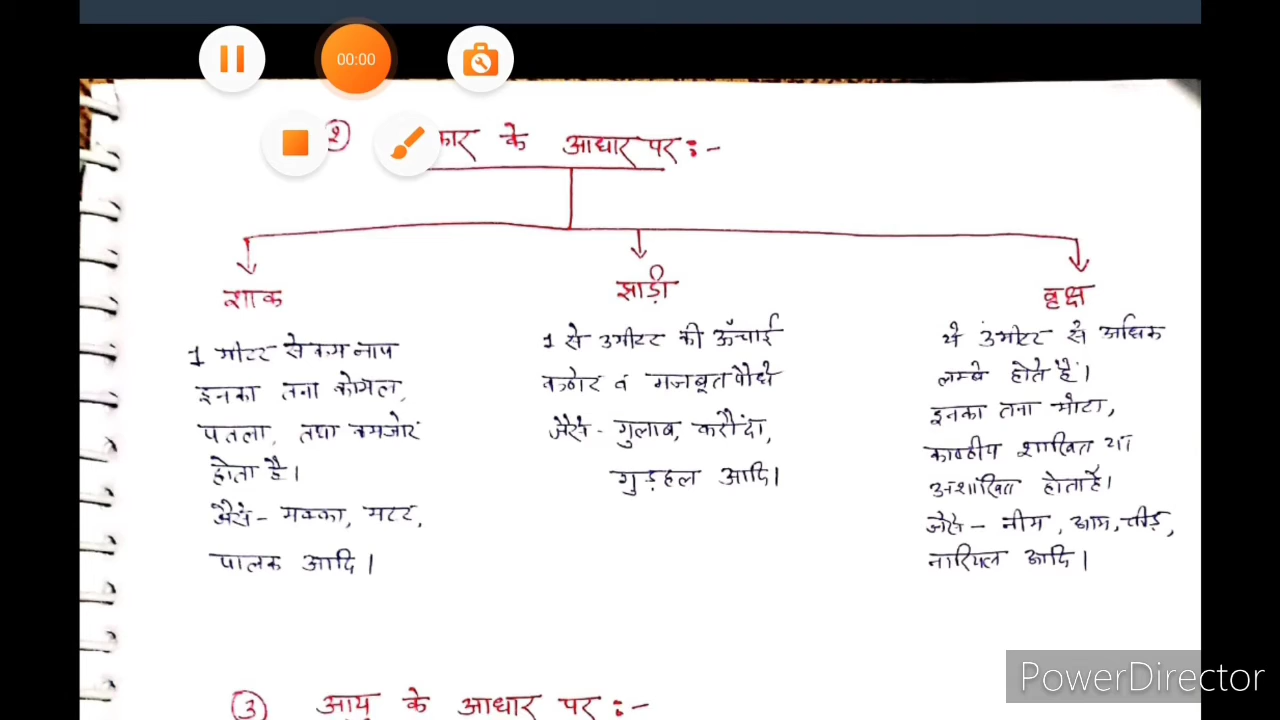 00:00
② कार के आधार पर :-
शाक
1 मीटर से कम नाप
इनका तना कोमल,
पतला, तथा कमजोर
होता है।
जैसे - मक्का, मटर,
पालक आदि।
झाड़ी
1 से 3 मीटर की ऊँचाई
कठोर व मजबूत पौधे
जैसे - गुलाब, करौंदा,
गुड़हल आदि।
वृक्ष
ये 3 मीटर से अधिक
लम्बे होते हैं।
इनका तना मोटा,
काष्ठीय शाखित या
अशाखित होता है।
जैसे - नीम, आम, चीड़,
नारियल आदि।
③ आयु के आधार पर :-
PowerDirector